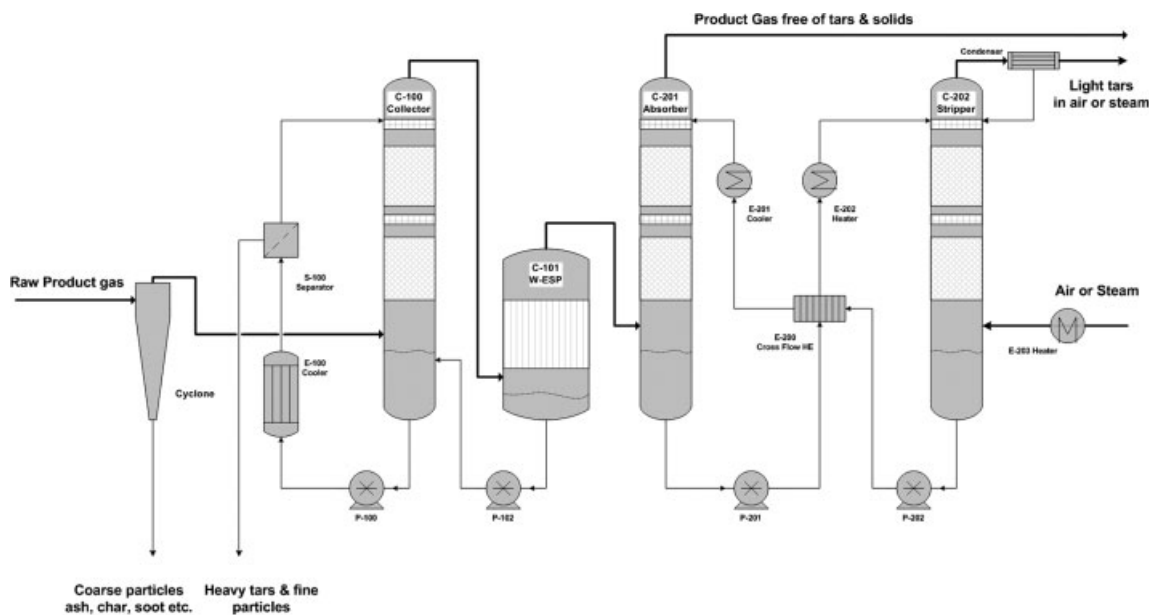 Product Gas free of tars & solids
Condenser
Light tars
in air or steam
C-100
Collector
C-201
Absorber
C-202
Stripper
E-201
Cooler
E-202
Heater
S-100
Separator
C-101
W-ESP
Raw Product gas
Air or Steam
E-200
Cross Flow HE
E-203 Heater
E-100
Cooler
Cyclone
P-100
P-102
P-201
P-202
Coarse particles
ash, char, soot etc.
Heavy tars & fine
particles